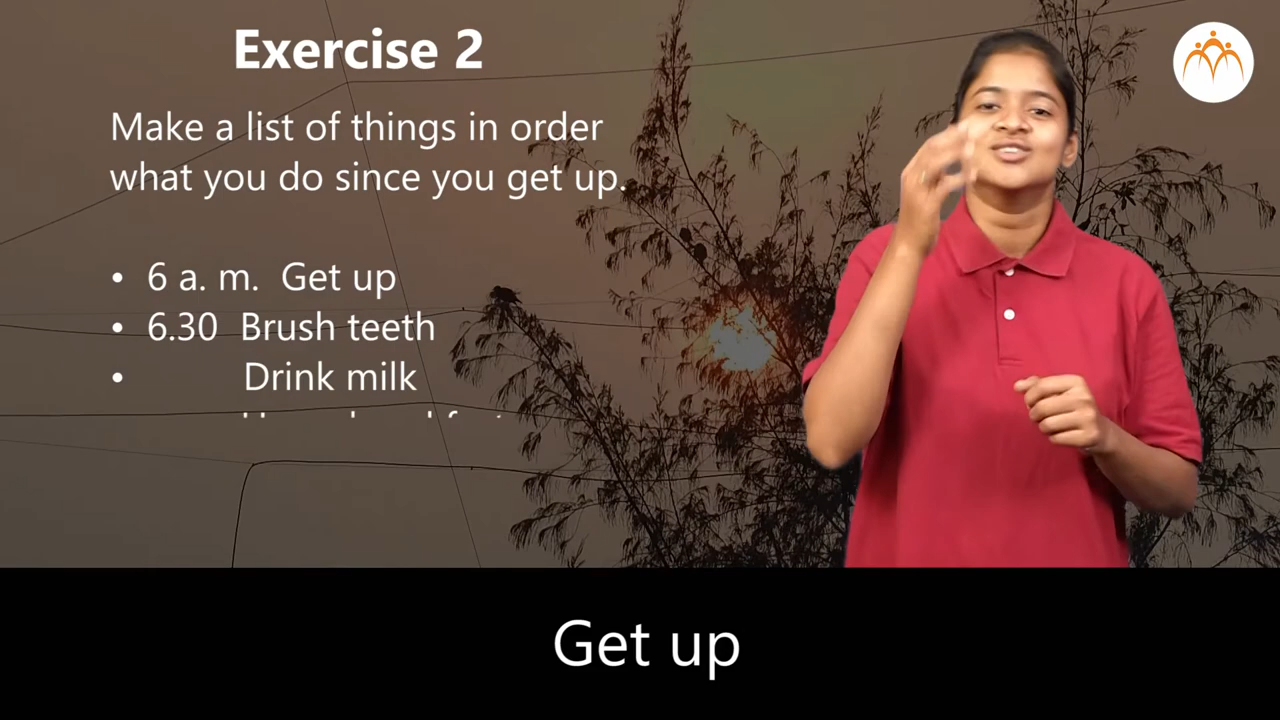 Exercise 2
Make a list of things in order
what you do since you get up.
• 6 a. m. Get up
• 6.30 Brush teeth
• Drink milk
Get up